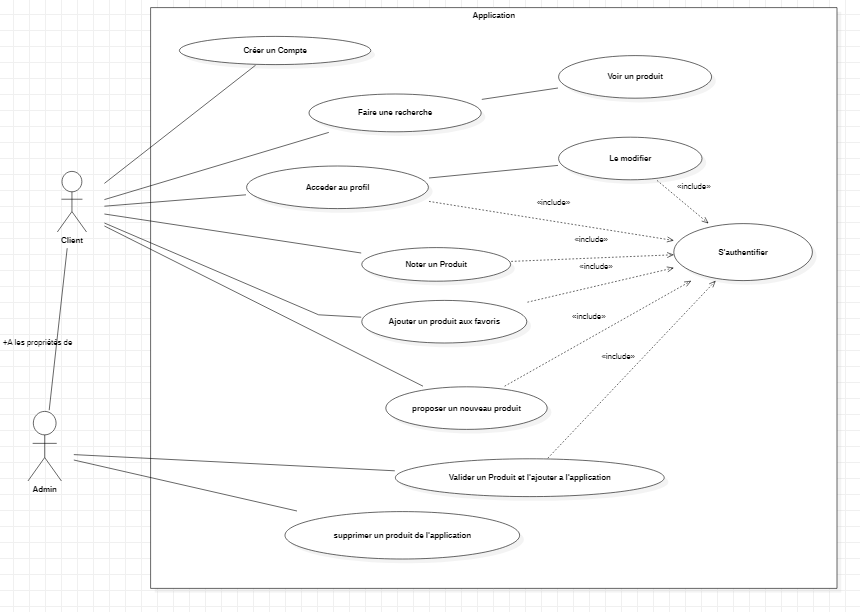 Application
Créer un Compte
Voir un produit
Faire une recherche
Le modifier
«include»
Acceder au profil
«include»
Client
«include»
S'authentifier
Noter un Produit
«include»
Ajouter un produit aux favoris
«include»
+A les propriétés de
«include»
proposer un nouveau produit
Valider un Produit et l'ajouter a l'application
Admin
supprimer un produit de l'application